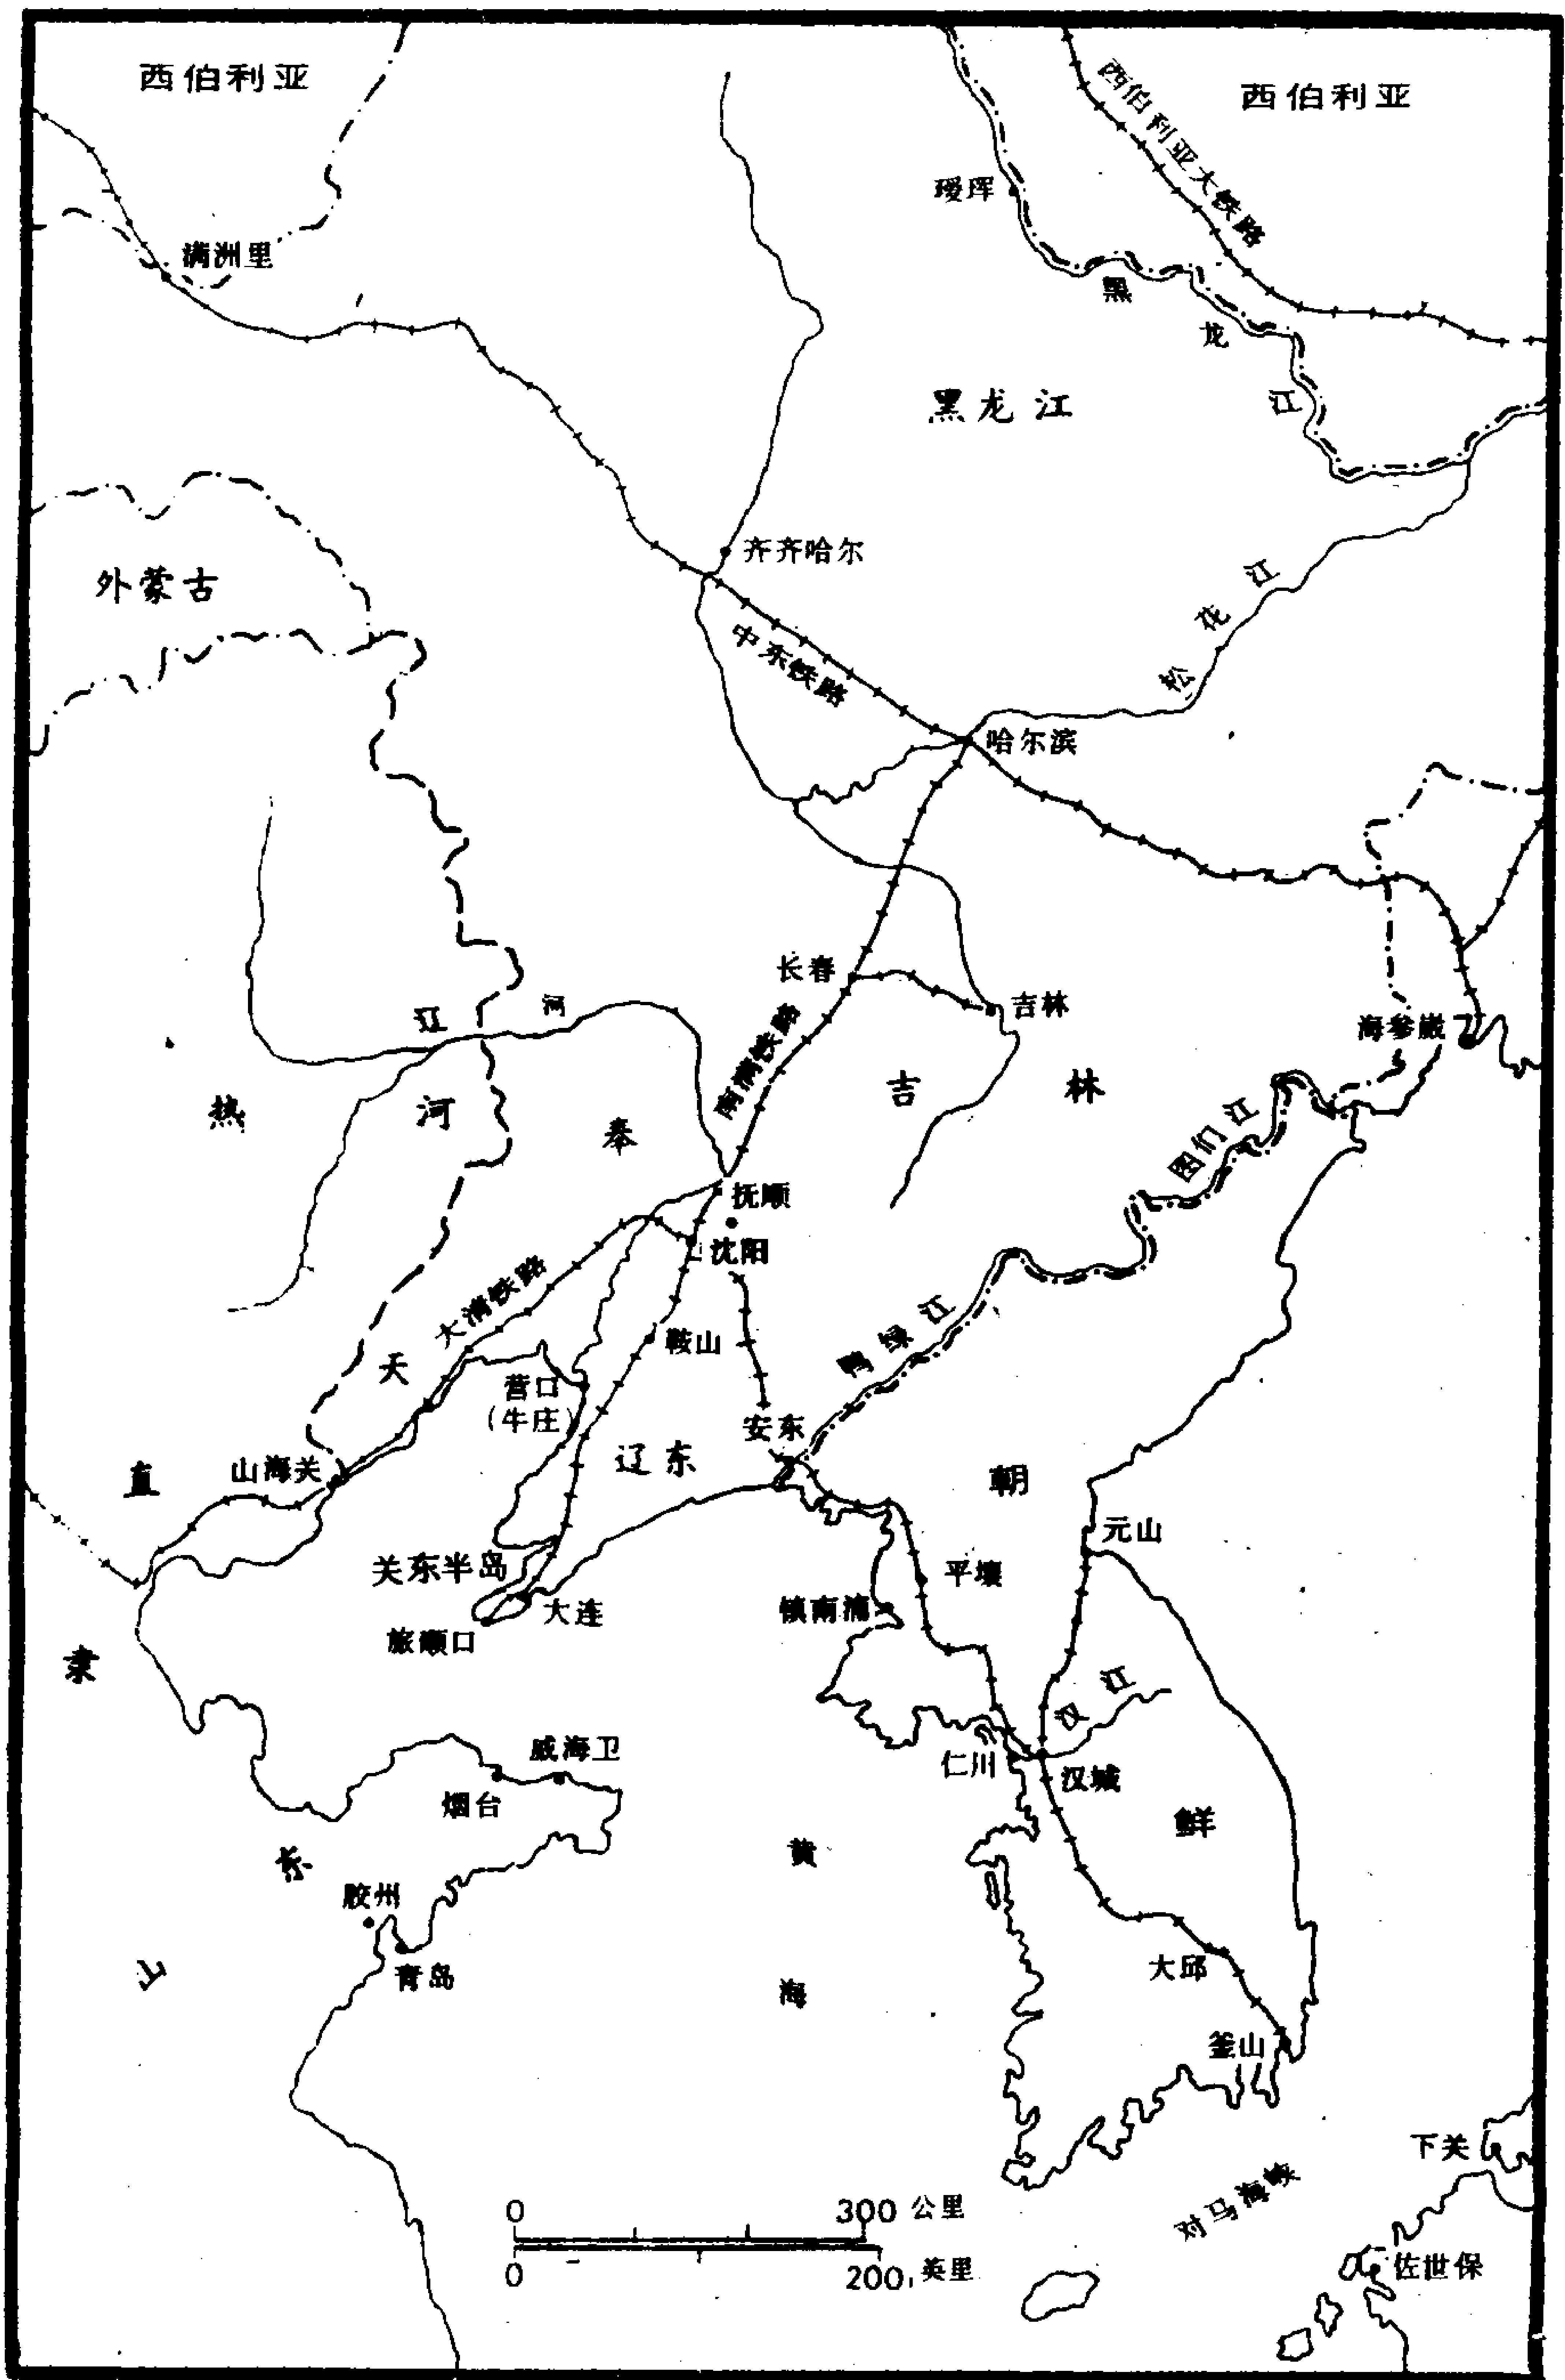 西伯利亚
西伯利亚
西伯利亚大铁路
瑷珲
满洲里
黑龙江
黑龙江
齐齐哈尔
外蒙古
松花江
中东铁路
哈尔滨
长春
吉林
海参崴
辽河
南满铁路
热河
吉林
奉天
图们江
抚顺
沈阳
大清铁路
鸭绿江
鞍山
营口
(牛庄)
安东
辽东
山海关
直隶
朝鲜
元山
关东半岛
平壤
大连
镇南浦
旅顺口
汉江
威海卫
仁川
汉城
烟台
山东
黄海
胶州
青岛
大邱
釜山
下关
对马海峡
0 300 公里
0 200 英里
佐世保